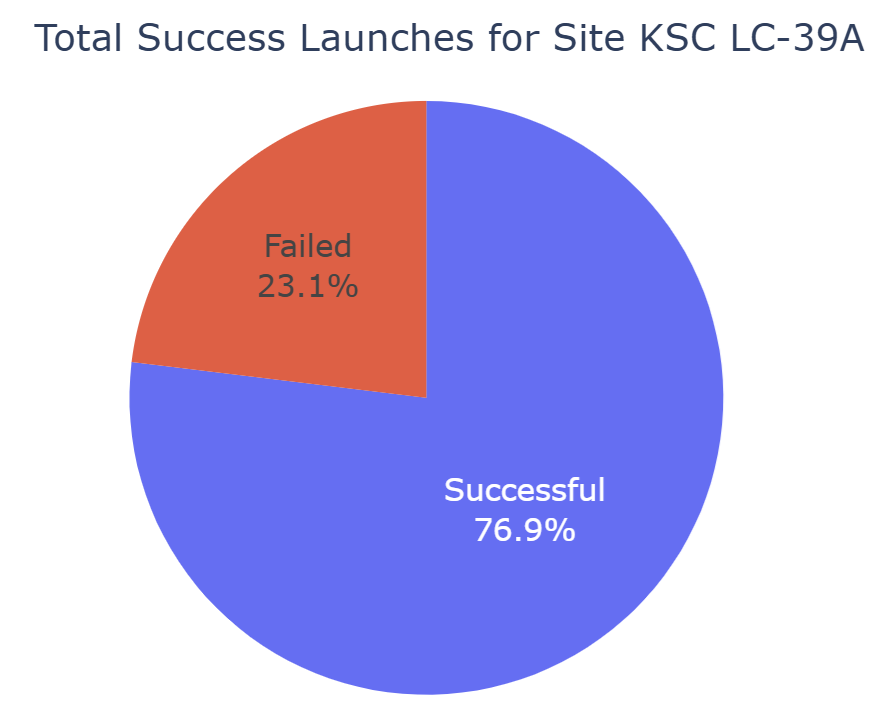 Total Success Launches for Site KSC LC-39A
Failed
23.1%
Successful
76.9%